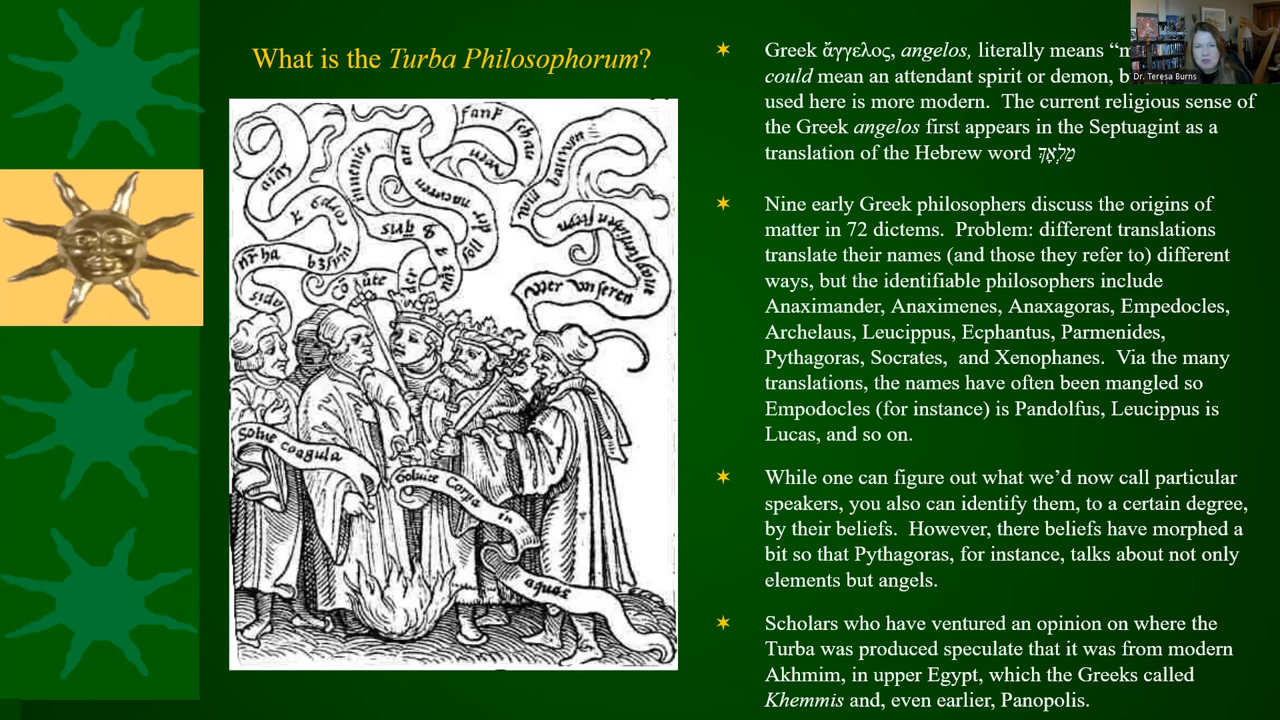 What is the Turba Philosophorum?
Greek ἄγγελος, angelos, literally means “m
could mean an attendant spirit or demon, b
used here is more modern. The current religious sense of
the Greek angelos first appears in the Septuagint as a
translation of the Hebrew word מַלְאָךְ
Nine early Greek philosophers discuss the origins of
matter in 72 dictems. Problem: different translations
translate their names (and those they refer to) different
ways, but the identifiable philosophers include
Anaximander, Anaximenes, Anaxagoras, Empedocles,
Archelaus, Leucippus, Ecphantus, Parmenides,
Pythagoras, Socrates, and Xenophanes. Via the many
translations, the names have often been mangled so
Empodocles (for instance) is Pandolfus, Leucippus is
Lucas, and so on.
While one can figure out what we’d now call particular
speakers, you also can identify them, to a certain degree,
by their beliefs. However, there beliefs have morphed a
bit so that Pythagoras, for instance, talks about not only
elements but angels.
Scholars who have ventured an opinion on where the
Turba was produced speculate that it was from modern
Akhmim, in upper Egypt, which the Greeks called
Khemmis and, even earlier, Panopolis.
Dr. Teresa Burns
solue coagula
aquas